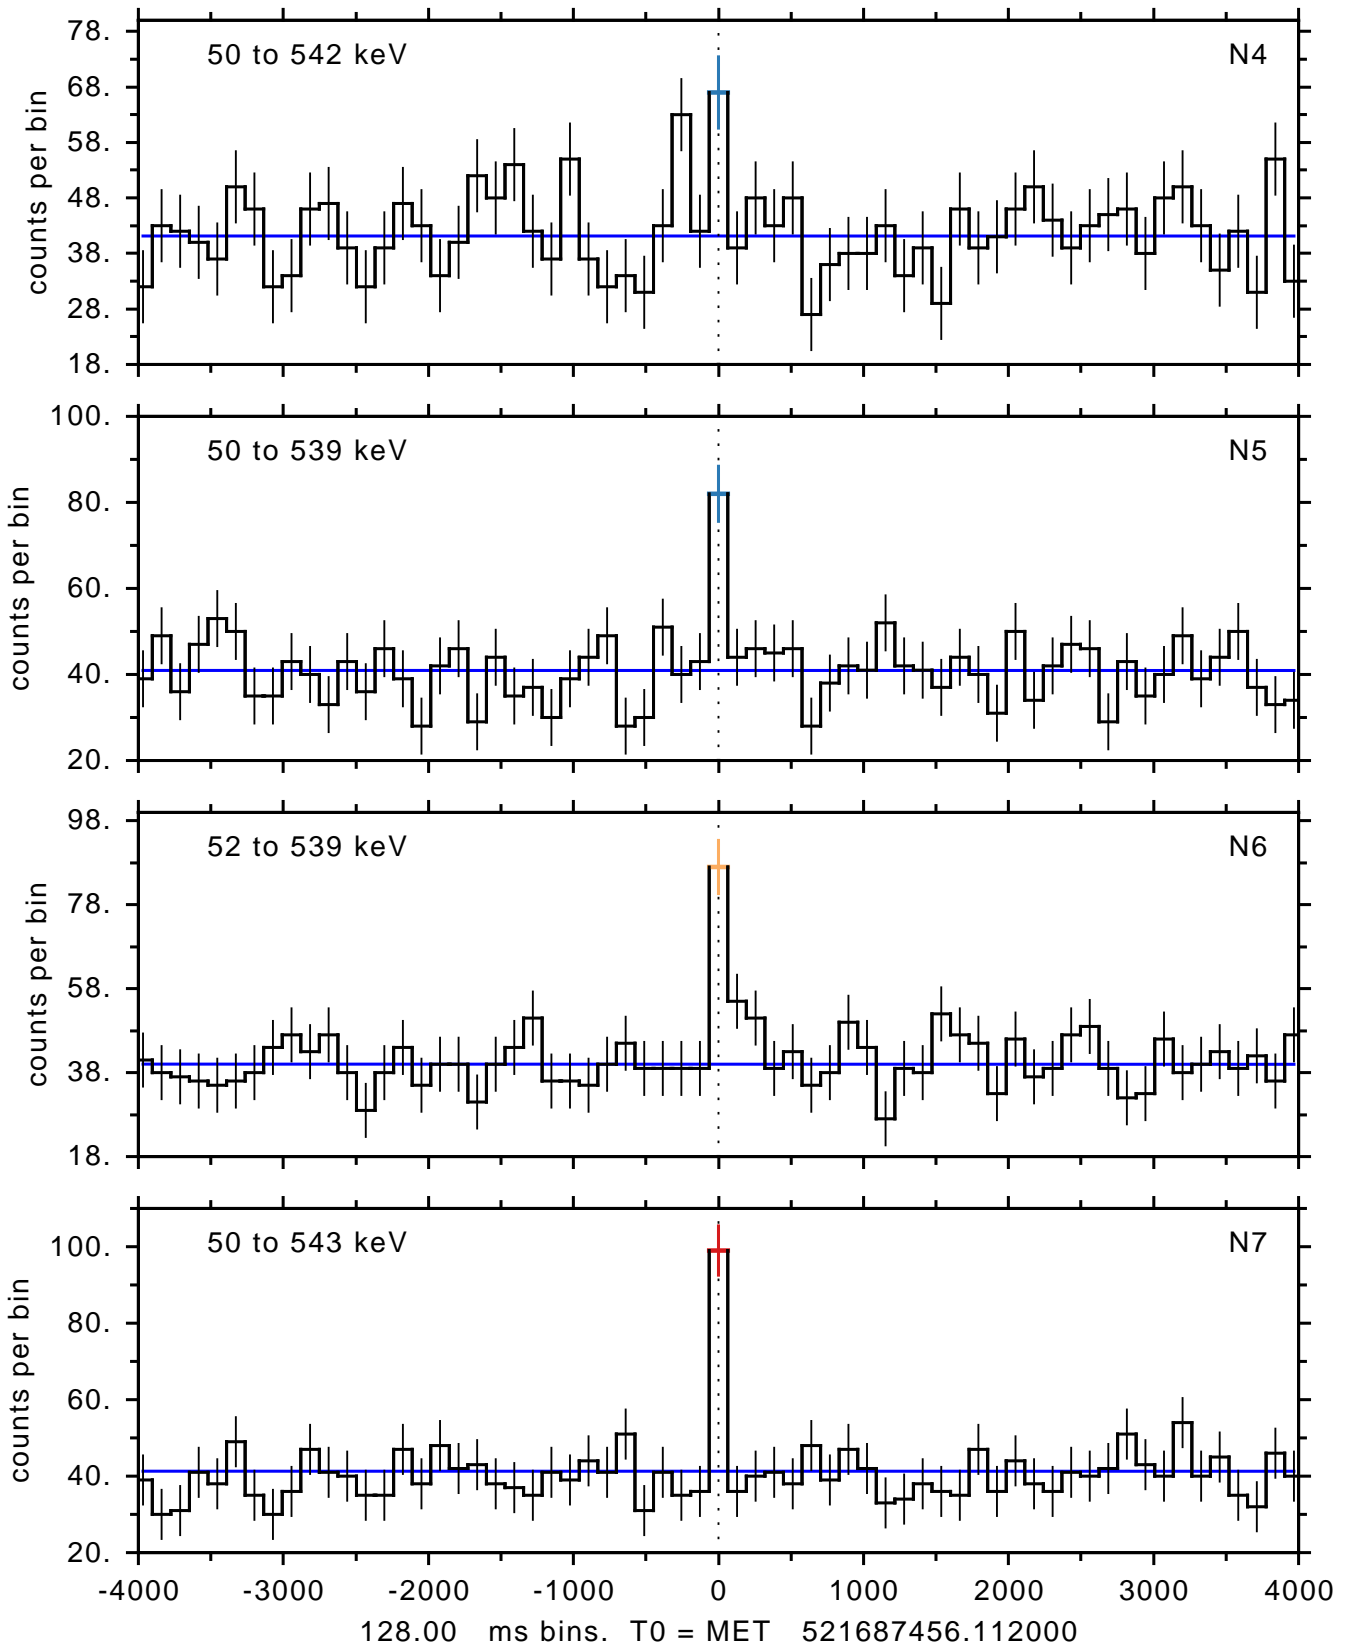 50 to 542 keV N4
counts per bin
78.
68.
58.
48.
38.
28.
18.
50 to 539 keV N5
counts per bin
100.
80.
60.
40.
20.
52 to 539 keV N6
counts per bin
98.
78.
58.
38.
18.
50 to 543 keV N7
counts per bin
100.
80.
60.
40.
20.
-4000 -3000 -2000 -1000 0 1000 2000 3000 4000
128.00 ms bins. T0 = MET 521687456.112000